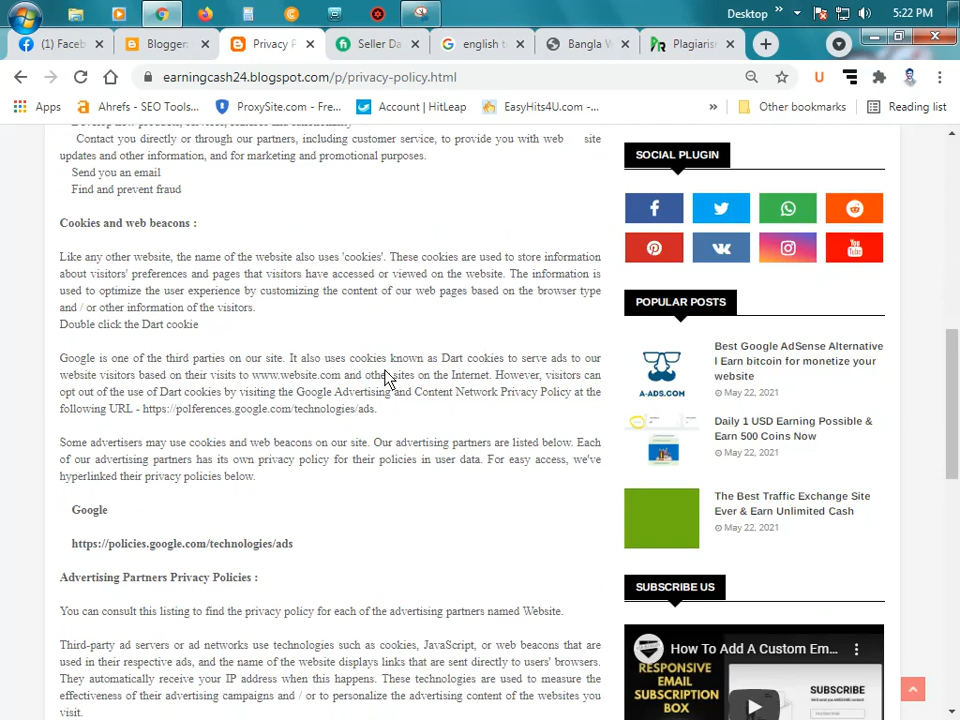 Desktop » 5:22 PM
(1) Faceb
Blogger:
Privacy P
Seller Da
english t
Bangla W
Plagiaris
earningcash24.blogspot.com/p/privacy-policy.html
Apps
Ahrefs - SEO Tools...
ProxySite.com - Fre...
Account | HitLeap
EasyHits4U.com -...
»
Other bookmarks
Reading list
Contact you directly or through our partners, including customer service, to provide you with web site
updates and other information, and for marketing and promotional purposes.
Send you an email
Find and prevent fraud
Cookies and web beacons :
Like any other website, the name of the website also uses 'cookies'. These cookies are used to store information
about visitors' preferences and pages that visitors have accessed or viewed on the website. The information is
used to optimize the user experience by customizing the content of our web pages based on the browser type
and / or other information of the visitors.
Double click the Dart cookie
Google is one of the third parties on our site. It also uses cookies known as Dart cookies to serve ads to our
website visitors based on their visits to www.website.com and other sites on the Internet. However, visitors can
opt out of the use of Dart cookies by visiting the Google Advertising and Content Network Privacy Policy at the
following URL - https://polferences.google.com/technologies/ads.
Some advertisers may use cookies and web beacons on our site. Our advertising partners are listed below. Each
of our advertising partners has its own privacy policy for their policies in user data. For easy access, we've
hyperlinked their privacy policies below.
Google
https://policies.google.com/technologies/ads
Advertising Partners Privacy Policies :
You can consult this listing to find the privacy policy for each of the advertising partners named Website.
Third-party ad servers or ad networks use technologies such as cookies, JavaScript, or web beacons that are
used in their respective ads, and the name of the website displays links that are sent directly to users' browsers.
They automatically receive your IP address when this happens. These technologies are used to measure the
effectiveness of their advertising campaigns and / or to personalize the advertising content of the websites you
visit.
SOCIAL PLUGIN
POPULAR POSTS
A-ADS.COM
Best Google AdSense Alternative
l Earn bitcoin for monetize your
website
May 22, 2021
Daily 1 USD Earning Possible &
Earn 500 Coins Now
May 22, 2021
The Best Traffic Exchange Site
Ever & Earn Unlimited Cash
May 22, 2021
SUBSCRIBE US
How To Add A Custom Em...
RESPONSIVE
EMAIL
SUBSCRIPTION
BOX
SUBSCRIBE